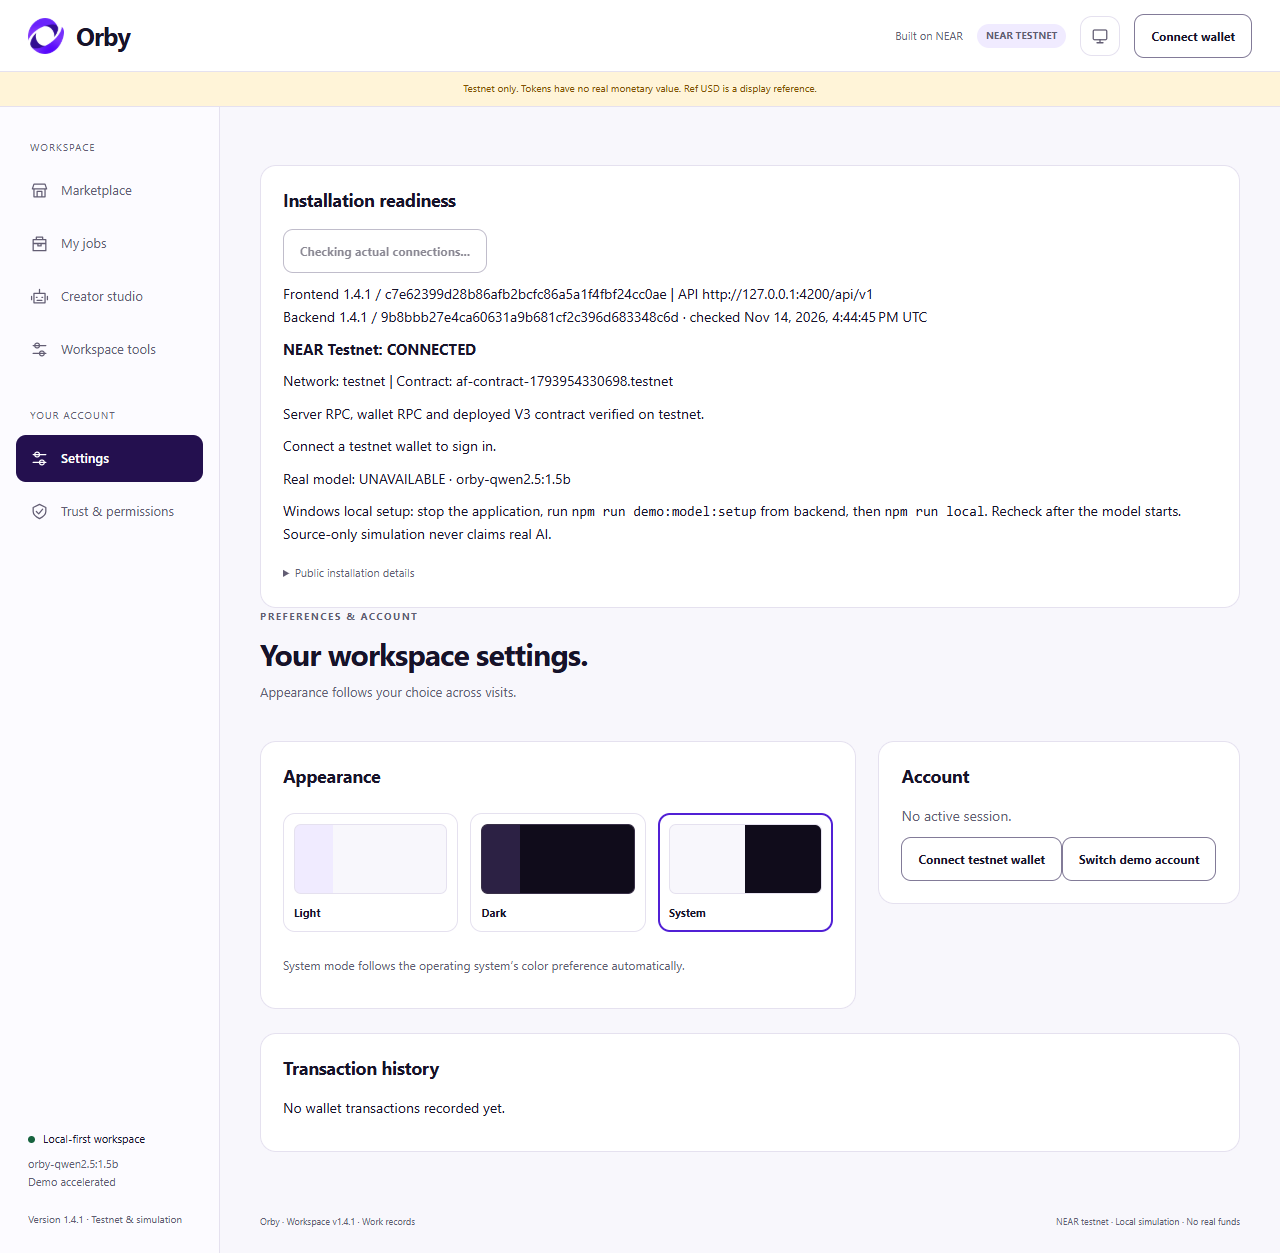 Orby
Built on NEAR
NEAR TESTNET
Connect wallet
Testnet only. Tokens have no real monetary value. Ref USD is a display reference.
WORKSPACE
Marketplace
My jobs
Creator studio
Workspace tools
YOUR ACCOUNT
Settings
Trust & permissions
Local-first workspace
orby-qwen2.5:1.5b
Demo accelerated
Version 1.4.1 · Testnet & simulation
Installation readiness
Checking actual connections...
Frontend 1.4.1 / c7e62399d28b86afb2bcfc86a5a1f4fbf24cc0ae | API http://127.0.0.1:4200/api/v1
Backend 1.4.1 / 9b8bbb27e4ca60631a9b681cf2c396d683348c6d · checked Nov 14, 2026, 4:44:45 PM UTC
NEAR Testnet: CONNECTED
Network: testnet | Contract: af-contract-1793954330698.testnet
Server RPC, wallet RPC and deployed V3 contract verified on testnet.
Connect a testnet wallet to sign in.
Real model: UNAVAILABLE · orby-qwen2.5:1.5b
Windows local setup: stop the application, run npm run demo:model:setup from backend, then npm run local. Recheck after the model starts.
Source-only simulation never claims real AI.
Public installation details
PREFERENCES & ACCOUNT
Your workspace settings.
Appearance follows your choice across visits.
Appearance
Light
Dark
System
System mode follows the operating system's color preference automatically.
Account
No active session.
Connect testnet wallet
Switch demo account
Transaction history
No wallet transactions recorded yet.
Orby · Workspace v1.4.1 · Work records
NEAR testnet · Local simulation · No real funds